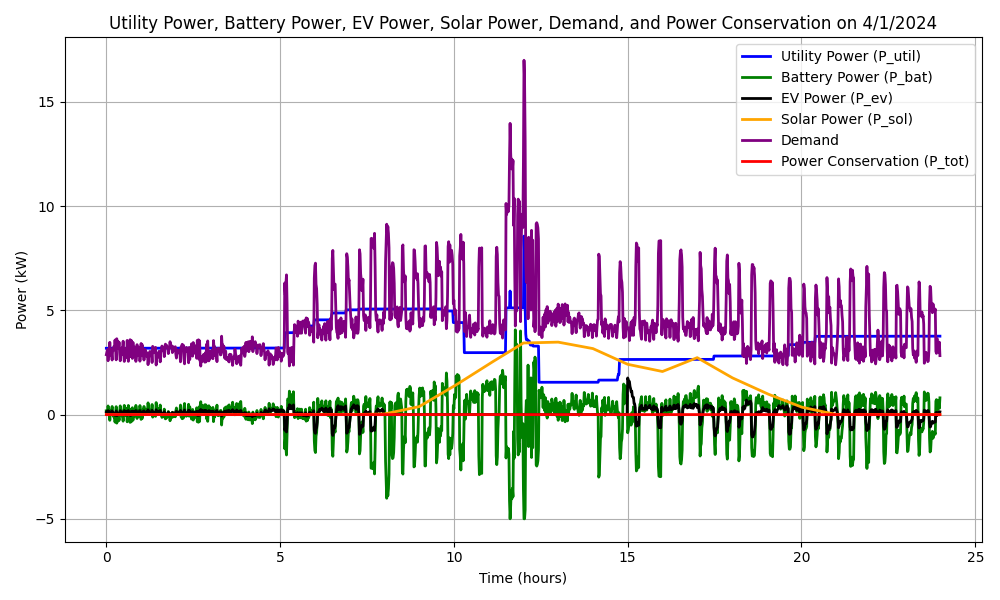 Utility Power, Battery Power, EV Power, Solar Power, Demand, and Power Conservation on 4/1/2024
Utility Power (P_util)
Battery Power (P_bat)
EV Power (P_ev)
Solar Power (P_sol)
Demand
Power Conservation (P_tot)
Power (kW)
15
10
5
0
−5
0 5 10 15 20 25
Time (hours)